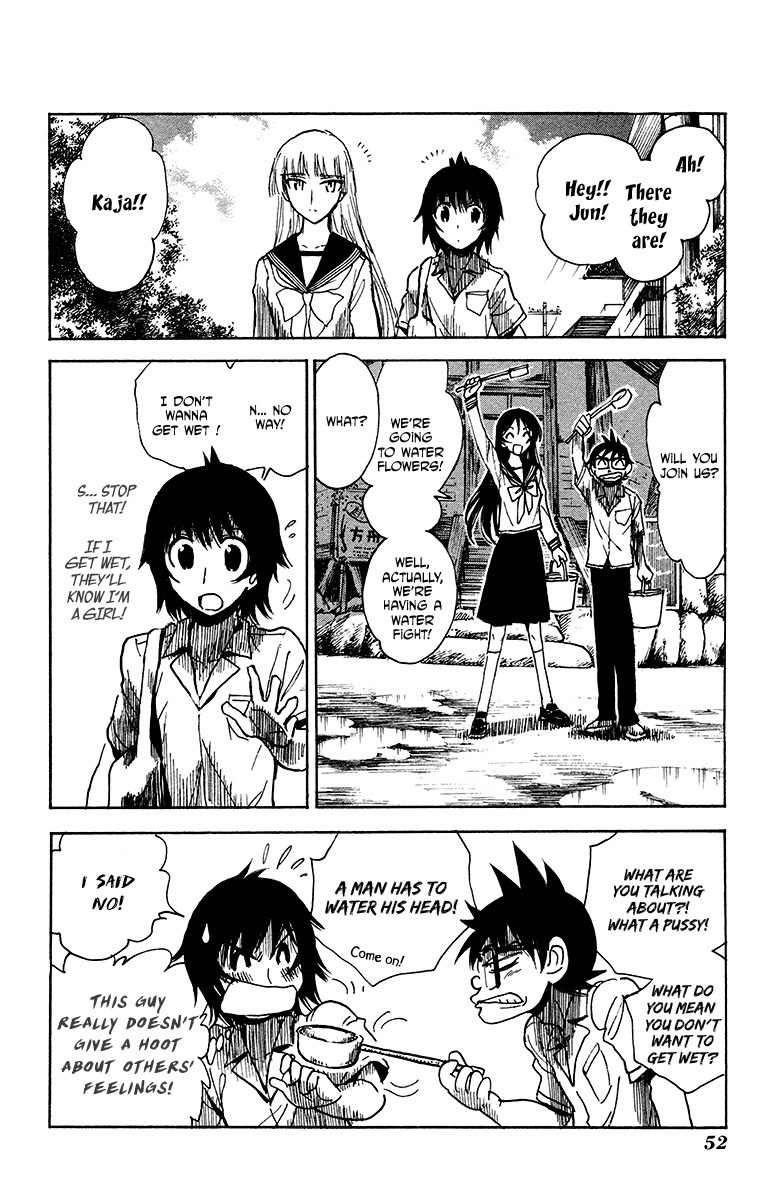 Ah!
There
they
are!
Hey!!
Jun!
Kaja!!
WILL YOU
JOIN US?
WE'RE
GOING
TO WATER
FLOWERS!
WELL,
ACTUALLY,
WE'RE
HAVING
A WATER
FIGHT!
WHAT?
方舟
N... NO
WAY!
I DON'T
WANNA
GET WET !
S... STOP
THAT!
IF I
GET WET,
THEY'LL
KNOW I'M
A GIRL!
WHAT ARE
YOU TALKING
ABOUT?!
WHAT A PUSSY!
WHAT DO
YOU MEAN
YOU DON'T
WANT TO
GET WET?
A MAN HAS TO
WATER HIS HEAD!
Come on!
I SAID
NO!
THIS GUY
REALLY DOESN'T
GIVE A HOOT
ABOUT OTHERS'
FEELINGS!
52